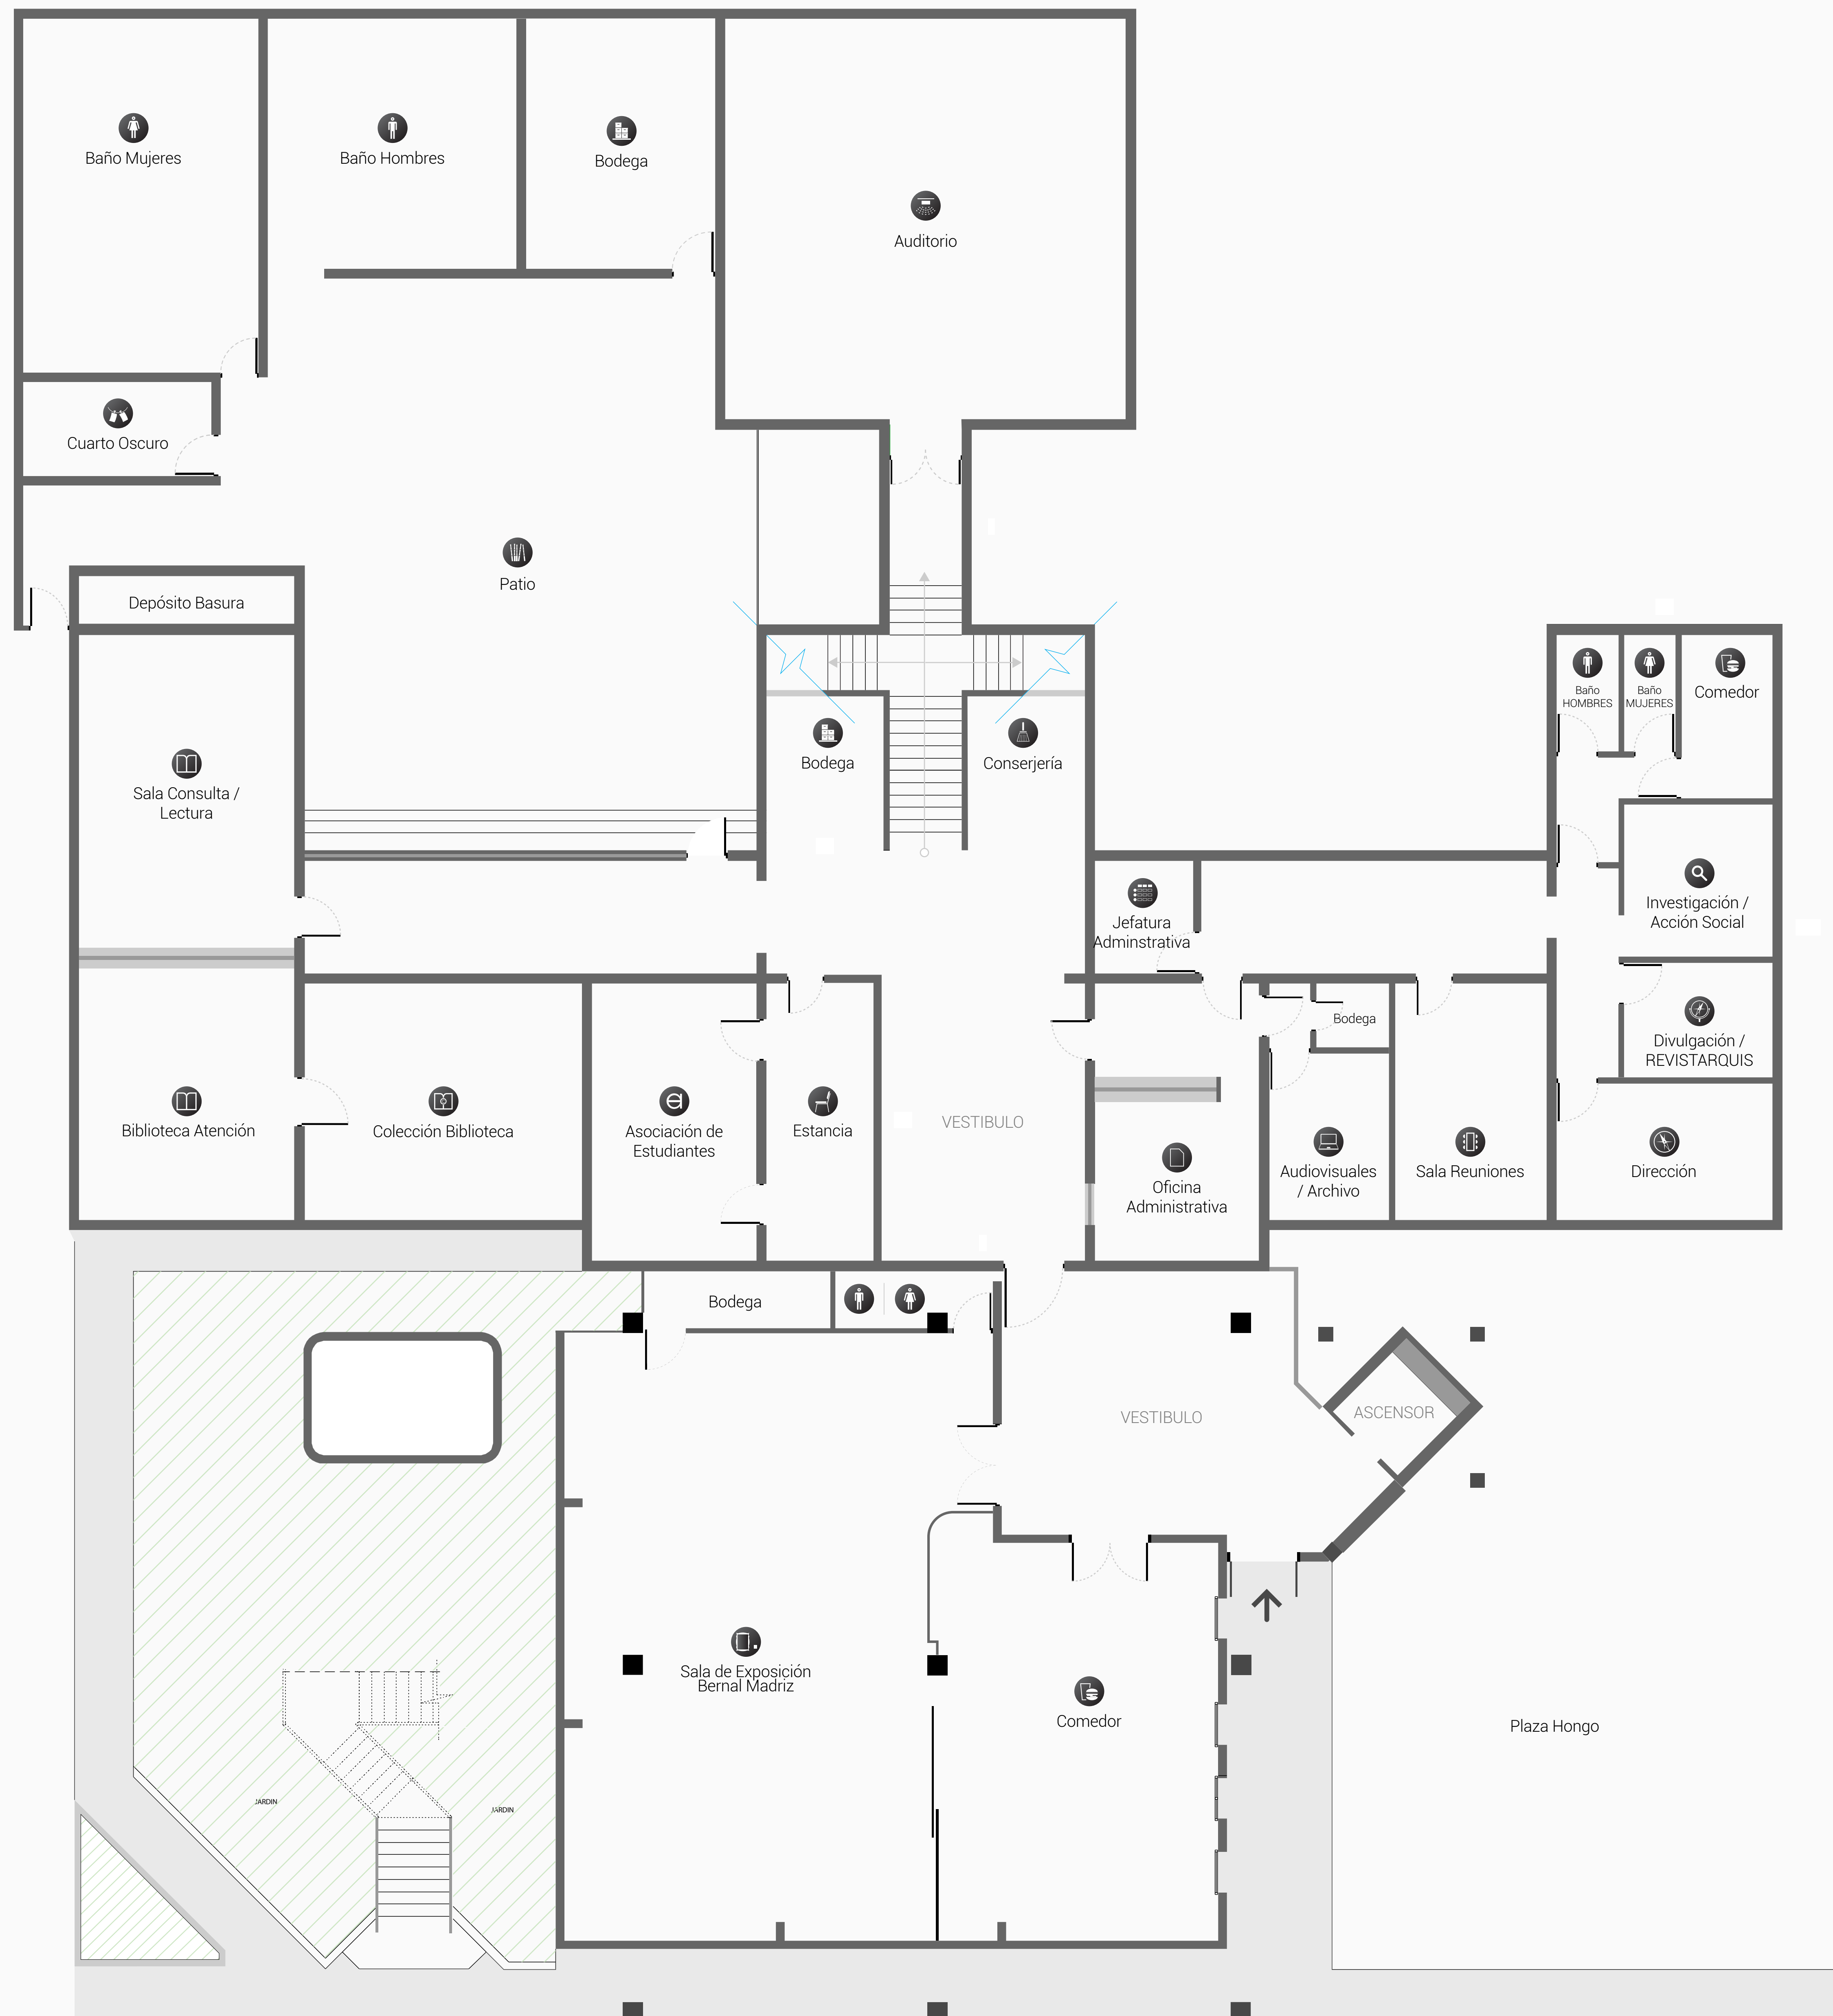 Baño Mujeres
Baño Hombres
Bodega
Auditorio
Cuarto Oscuro
Patio
Depósito Basura
Sala Consulta /
Lectura
Bodega
Conserjería
Baño
HOMBRES
Baño
MUJERES
Comedor
Jefatura
Adminstrativa
Investigación /
Acción Social
Bodega
Divulgación /
REVISTARQUIS
Biblioteca Atención
Colección Biblioteca
Asociación de
Estudiantes
Estancia
VESTIBULO
Oficina
Administrativa
Audiovisuales
/ Archivo
Sala Reuniones
Dirección
Bodega
VESTIBULO
ASCENSOR
Sala de Exposición
Bernal Madriz
Comedor
Plaza Hongo
JARDIN
JARDIN